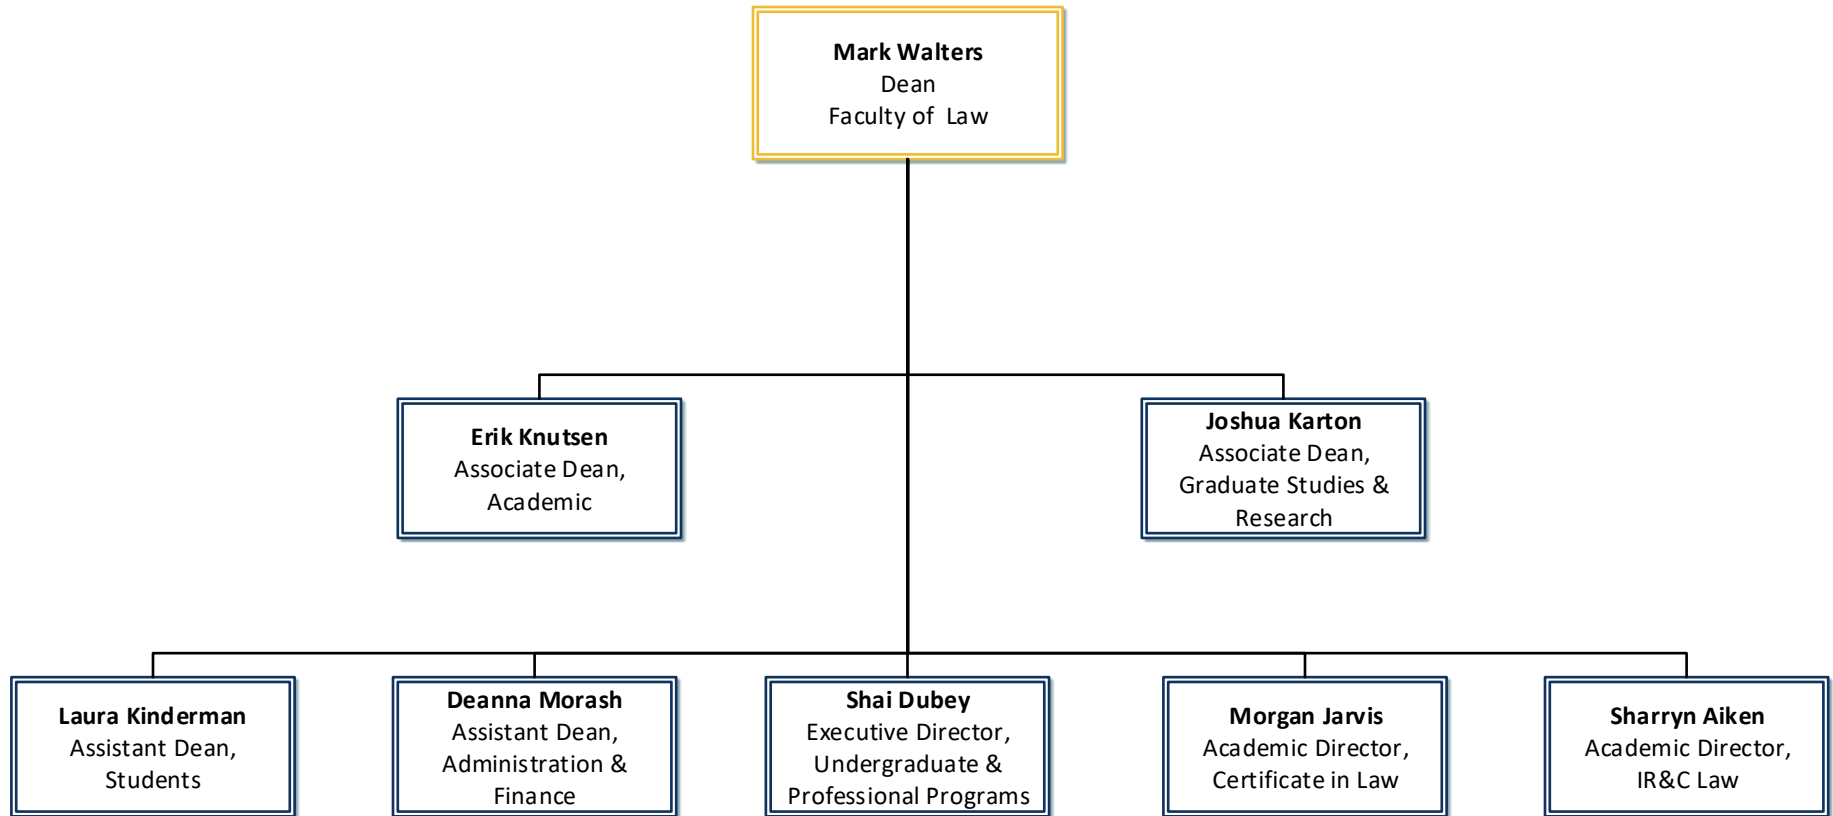 Mark Walters
Dean
Faculty of Law
Erik Knutsen
Associate Dean,
Academic
Joshua Karton
Associate Dean,
Graduate Studies &
Research
Laura Kinderman
Assistant Dean,
Students
Deanna Morash
Assistant Dean,
Administration &
Finance
Shai Dubey
Executive Director,
Undergraduate &
Professional Programs
Morgan Jarvis
Academic Director,
Certificate in Law
Sharryn Aiken
Academic Director,
IR&C Law